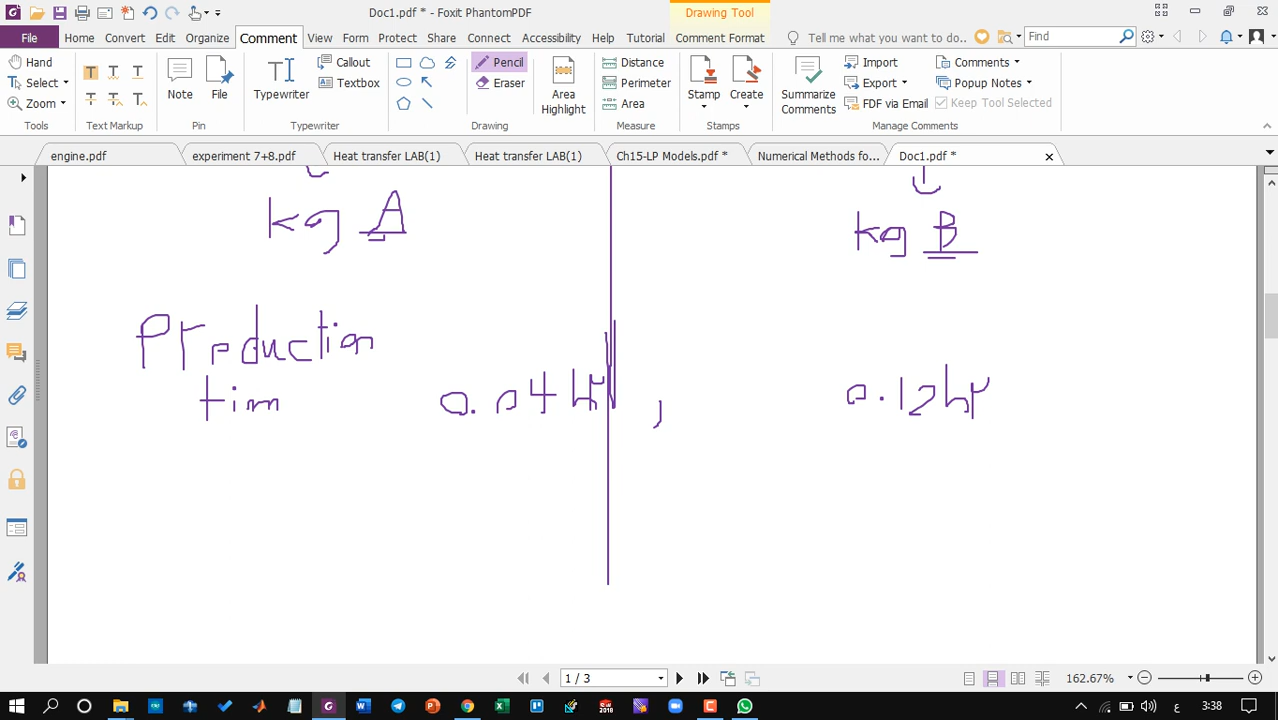 Doc1.pdf * - Foxit PhantomPDF
Drawing Tool
File Home Convert Edit Organize Comment View Form Protect Share Connect Accessibility Help Tutorial Comment Format Tell me what you want to do.. Find
Hand
Select
Zoom
Tools
T T T
Text Markup
Note
File
Pin
Typewriter
Callout
Textbox
Typewriter
Pencil
Eraser
Area Highlight
Drawing
Distance
Perimeter
Area
Measure
Stamp
Create
Stamps
Summarize Comments
Import
Export
FDF via Email
Comments
Popup Notes
Keep Tool Selected
Manage Comments
engine.pdf experiment 7+8.pdf Heat transfer LAB(1) Heat transfer LAB(1) Ch15-LP Models.pdf * Numerical Methods fo... Doc1.pdf *
kg A
kg B
Production
tim 0.04 hr , 0.12 hr
1 / 3
162.67%
ع 3:38